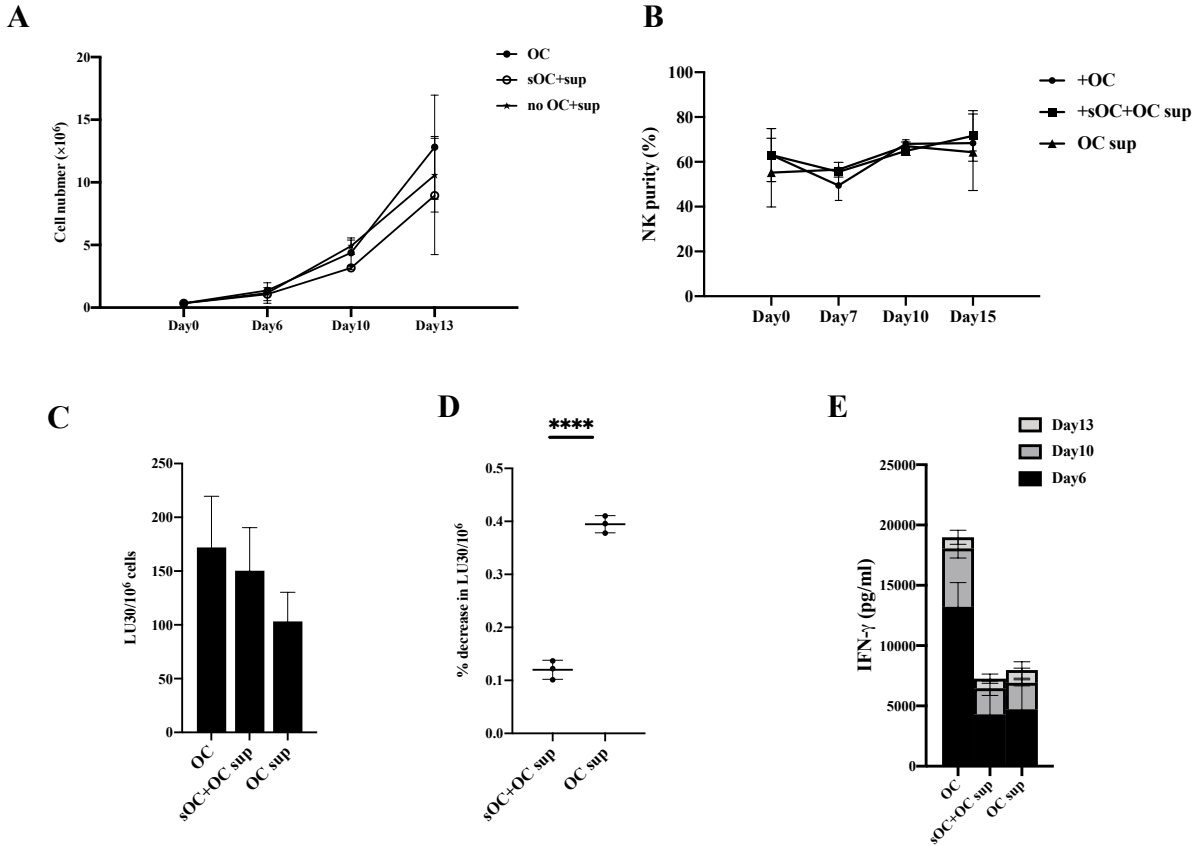 A
20
15
10
5
0
Cell nubmer (×10⁶)
Day0
Day6
Day10
Day13
OC
sOC+sup
no OC+sup
B
100
80
60
40
20
0
NK purity (%)
Day0
Day7
Day10
Day15
+OC
+sOC+OC sup
OC sup
C
250
200
150
100
50
0
LU30/10⁶ cells
OC
sOC+OC sup
OC sup
D
****
0.5
0.4
0.3
0.2
0.1
0.0
% decrease in LU30/10⁶
sOC+OC sup
OC sup
E
Day13
Day10
Day6
25000
20000
15000
10000
5000
0
IFN-γ (pg/ml)
OC
sOC+OC sup
OC sup